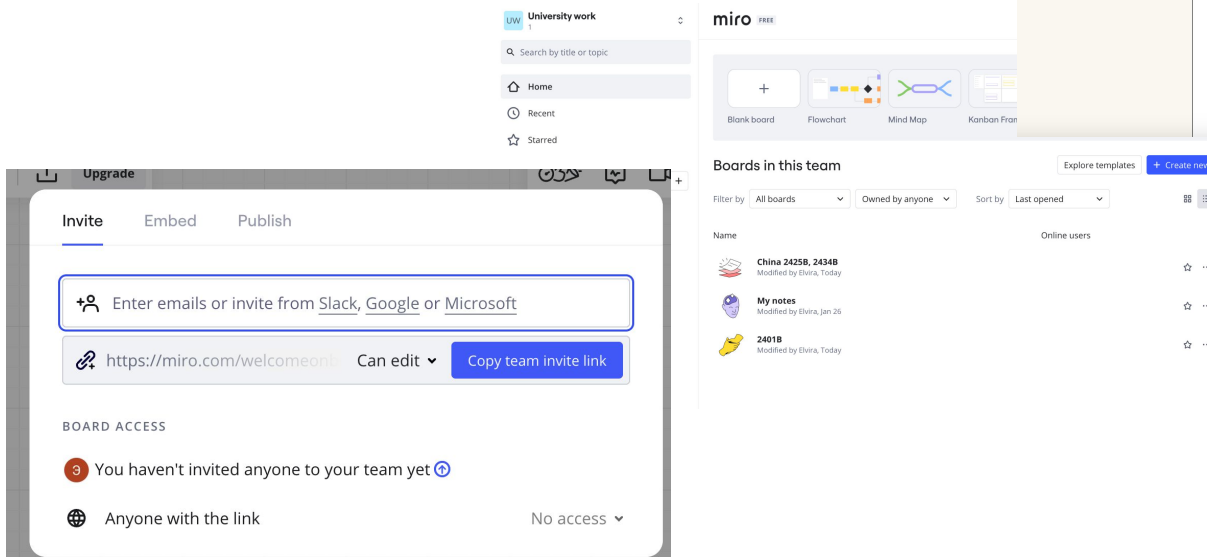 UW University work
1
Search by title or topic
Home
Recent
Starred
miro FREE
Blank board Flowchart Mind Map Kanban Fram
Boards in this team
Explore templates + Create new
Filter by All boards Owned by anyone Sort by Last opened
Name Online users
China 2425B, 2434B
Modified by Elvira, Today
My notes
Modified by Elvira, Jan 26
2401B
Modified by Elvira, Today
Upgrade
Invite Embed Publish
Enter emails or invite from Slack, Google or Microsoft
https://miro.com/welcomeonb Can edit Copy team invite link
BOARD ACCESS
Э You haven't invited anyone to your team yet
Anyone with the link No access